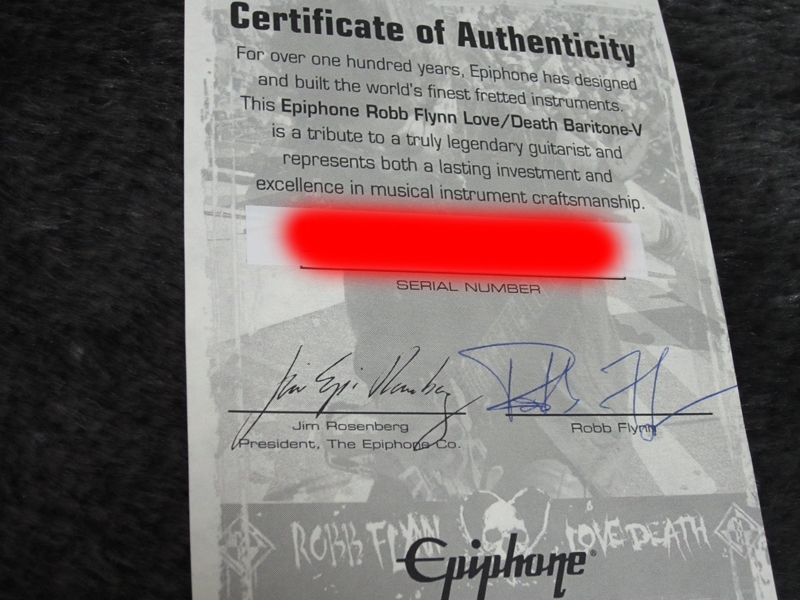 Certificate of Authenticity
For over one hundred years, Epiphone has designed
and built the world's finest fretted instruments.
This Epiphone Robb Flynn Love/Death Baritone-V
is a tribute to a truly legendary guitarist and
represents both a lasting investment and
excellence in musical instrument craftsmanship.
SERIAL NUMBER
Jim Epi Rosenberg
Jim Rosenberg
President, The Epiphone Co.
Robb Flynn
ROBB FLYNN LOVE DEATH
Epiphone